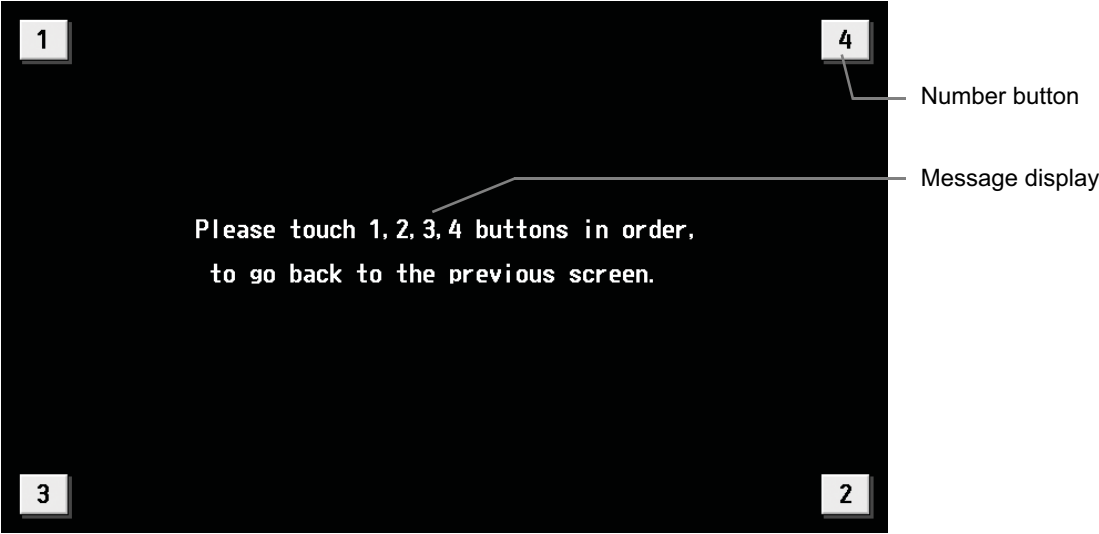 1
4
Number button
Message display
Please touch 1,2,3,4 buttons in order,
to go back to the previous screen.
3
2